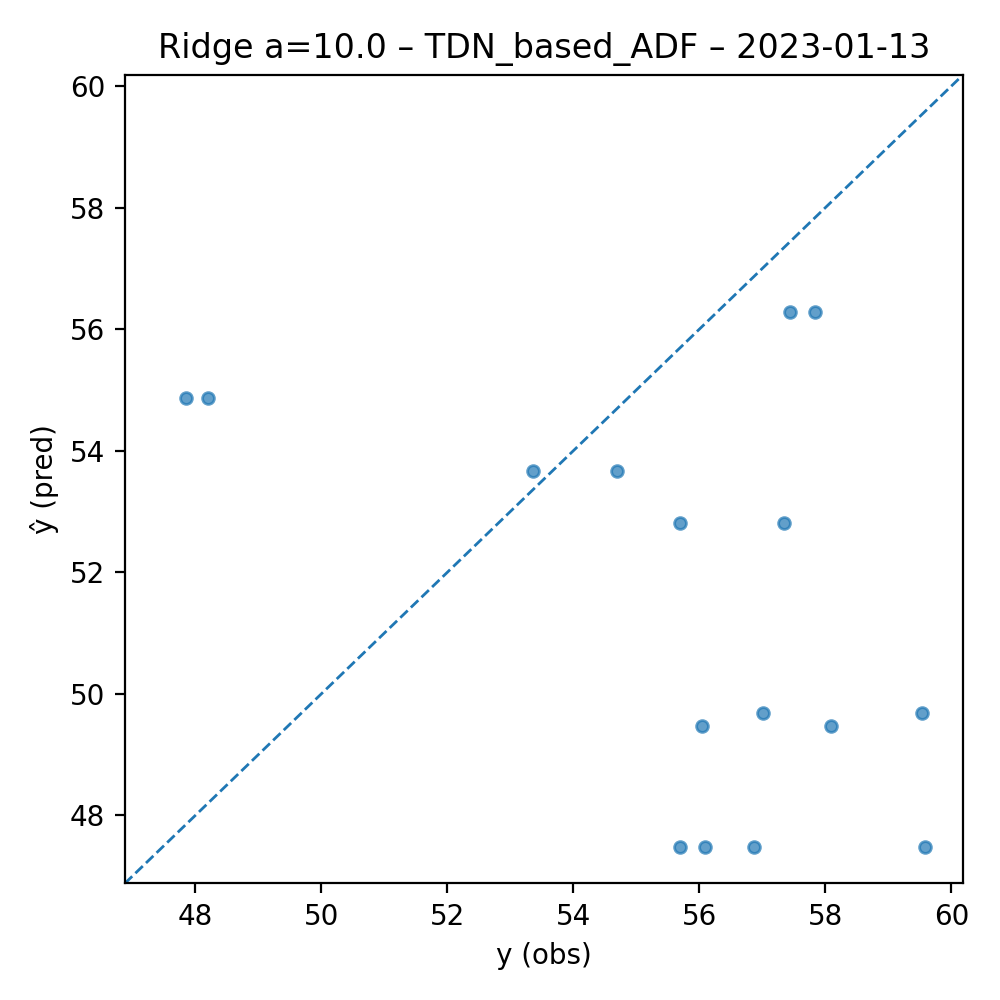 Ridge a=10.0 – TDN_based_ADF – 2023-01-13
60
58
56
54
52
50
48
ŷ (pred)
48 50 52 54 56 58 60
y (obs)